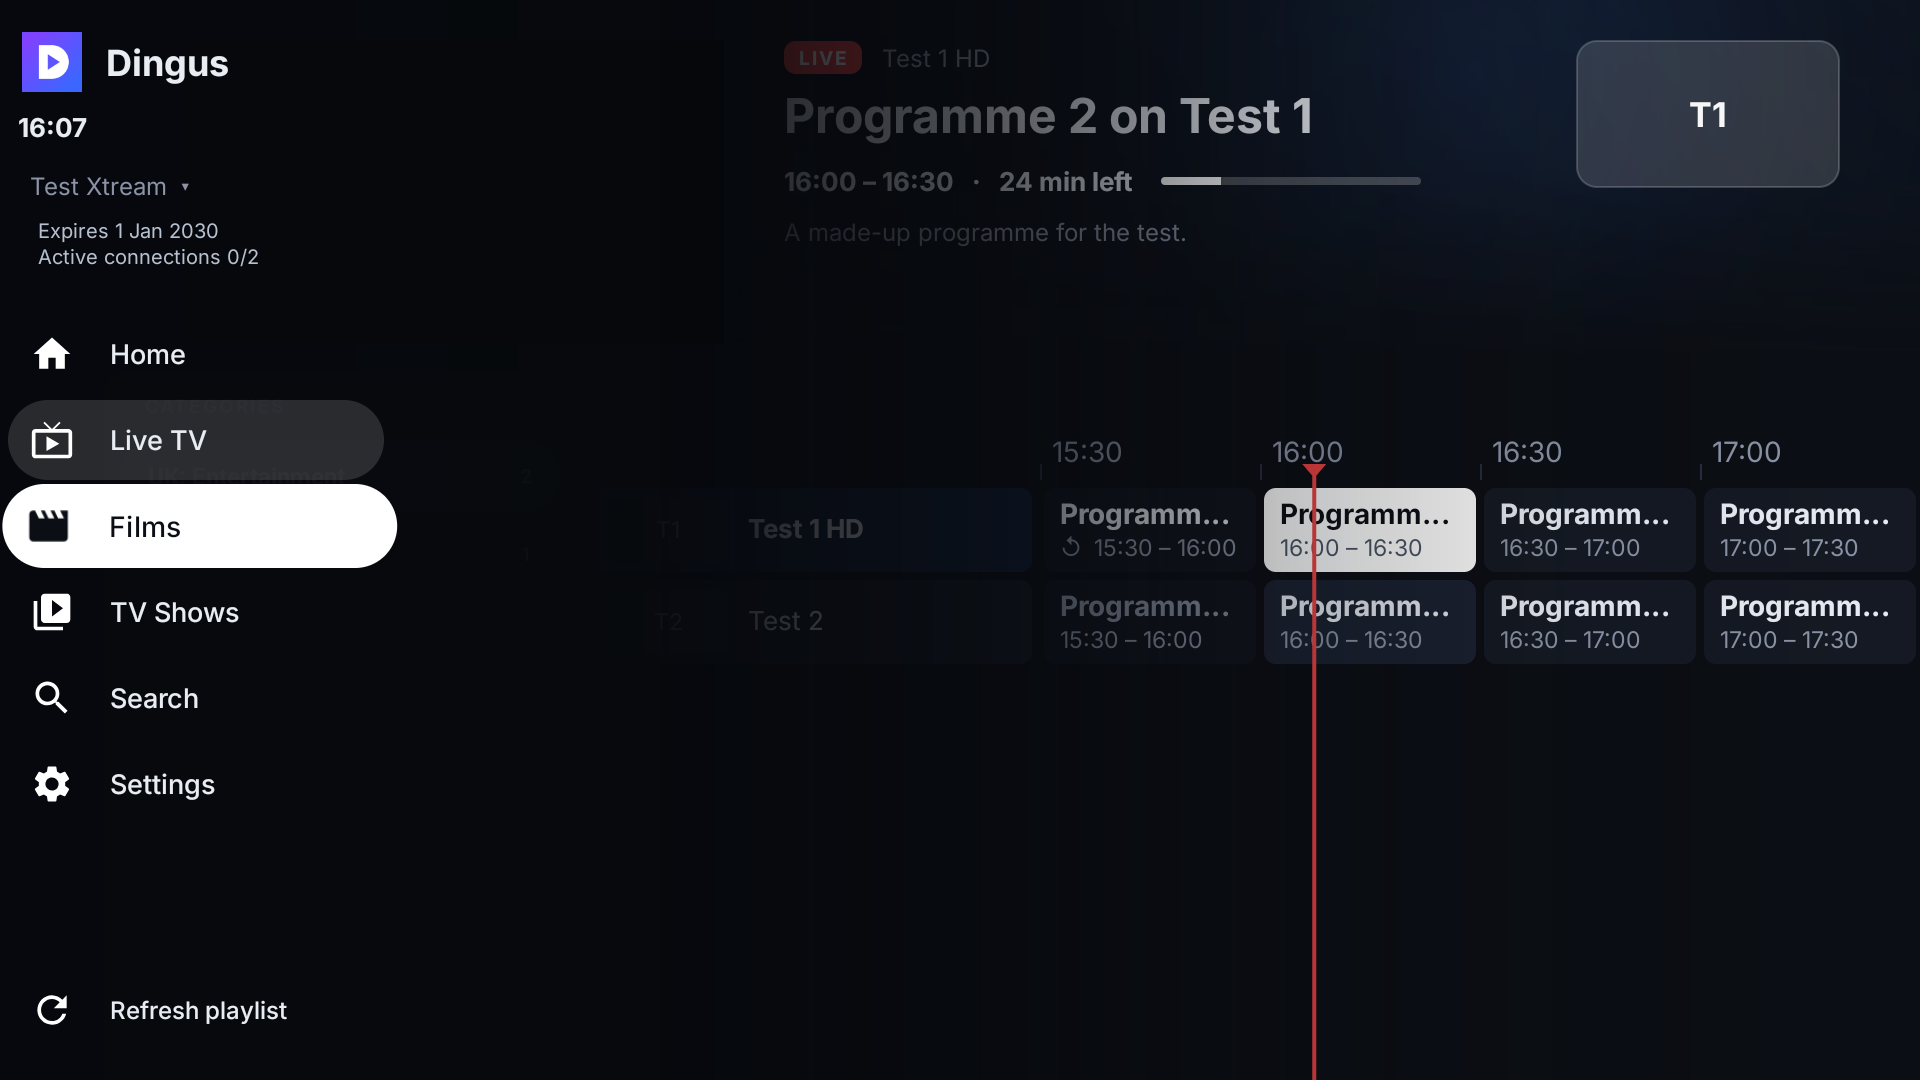 Dingus
16:07
Test Xtream ▾
Expires 1 Jan 2030
Active connections 0/2
Home
CATEGORIES
Live TV
UK: Entertainment 2
Films
1
TV Shows
Search
Settings
Refresh playlist
LIVE Test 1 HD
Programme 2 on Test 1
16:00 – 16:30 · 24 min left
A made-up programme for the test.
T1
15:30 16:00 16:30 17:00
T1 Test 1 HD
Programm... Programm... Programm... Programm...
15:30 – 16:00 16:00 – 16:30 16:30 – 17:00 17:00 – 17:30
T2 Test 2
Programm... Programm... Programm... Programm...
15:30 – 16:00 16:00 – 16:30 16:30 – 17:00 17:00 – 17:30